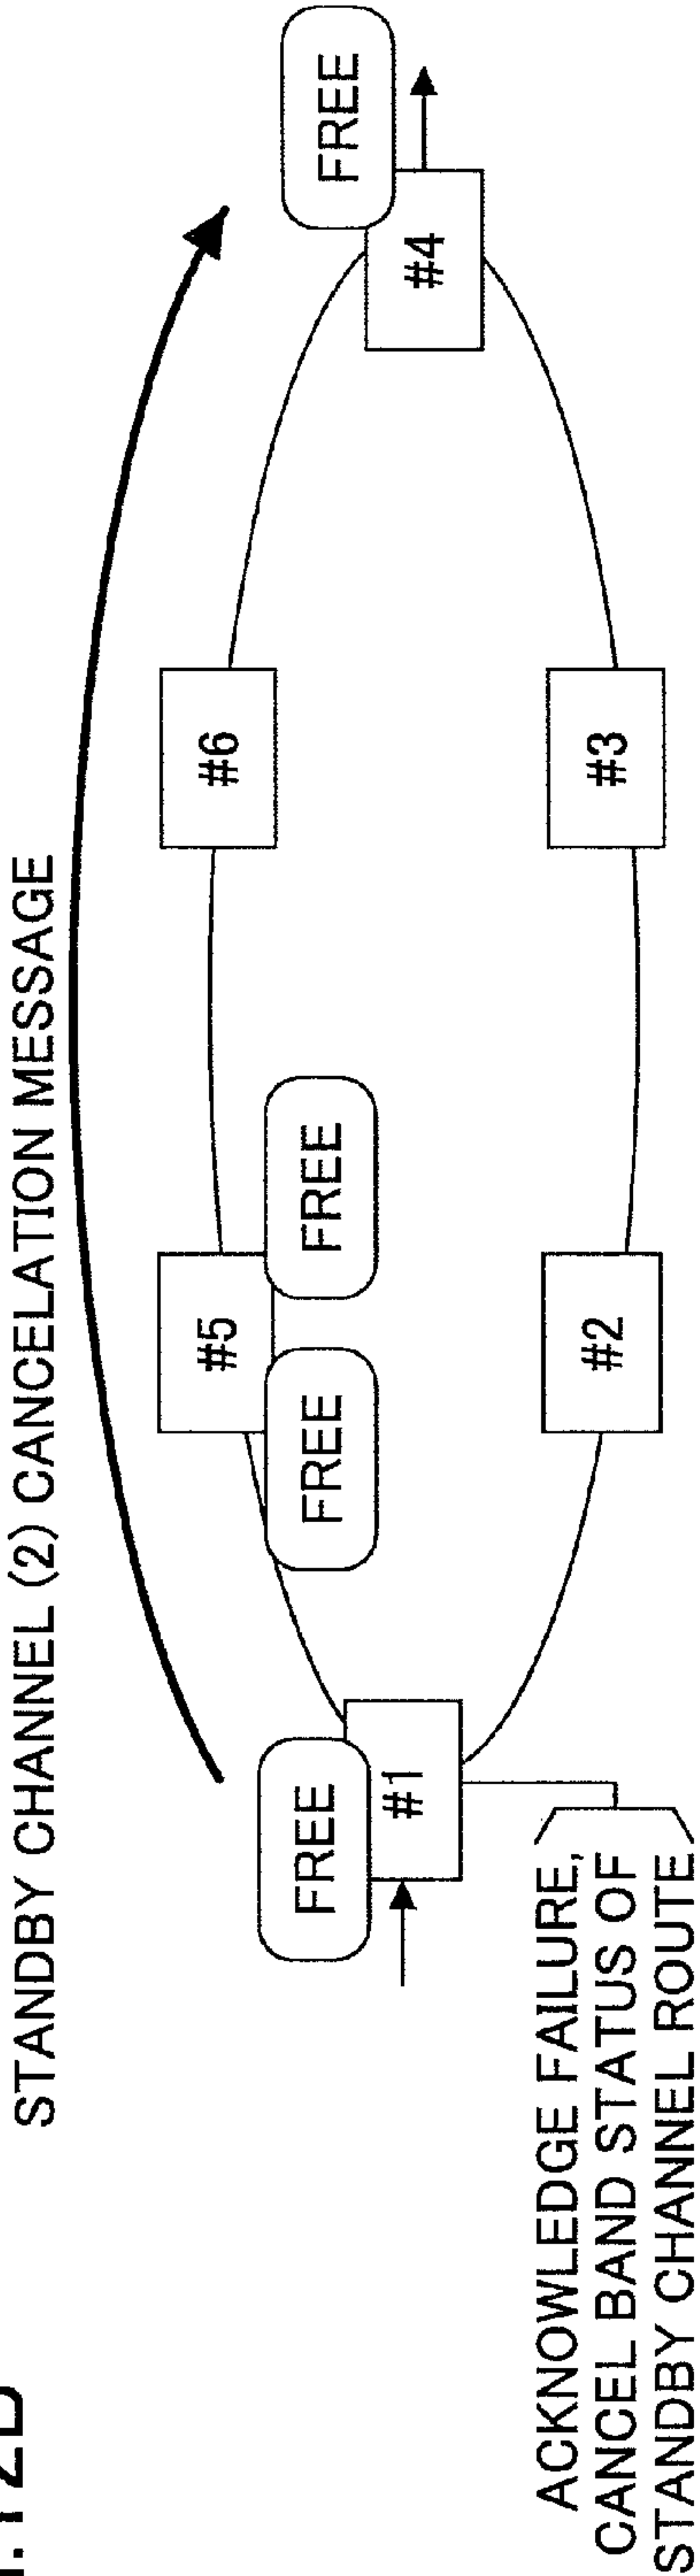 STANDBY CHANNEL (2) CANCELATION MESSAGE
FREE
FREE
FREE
FREE
#1
#5
#6
#4
#2
#3
ACKNOWLEDGE FAILURE,
CANCEL BAND STATUS OF
STANDBY CHANNEL ROUTE